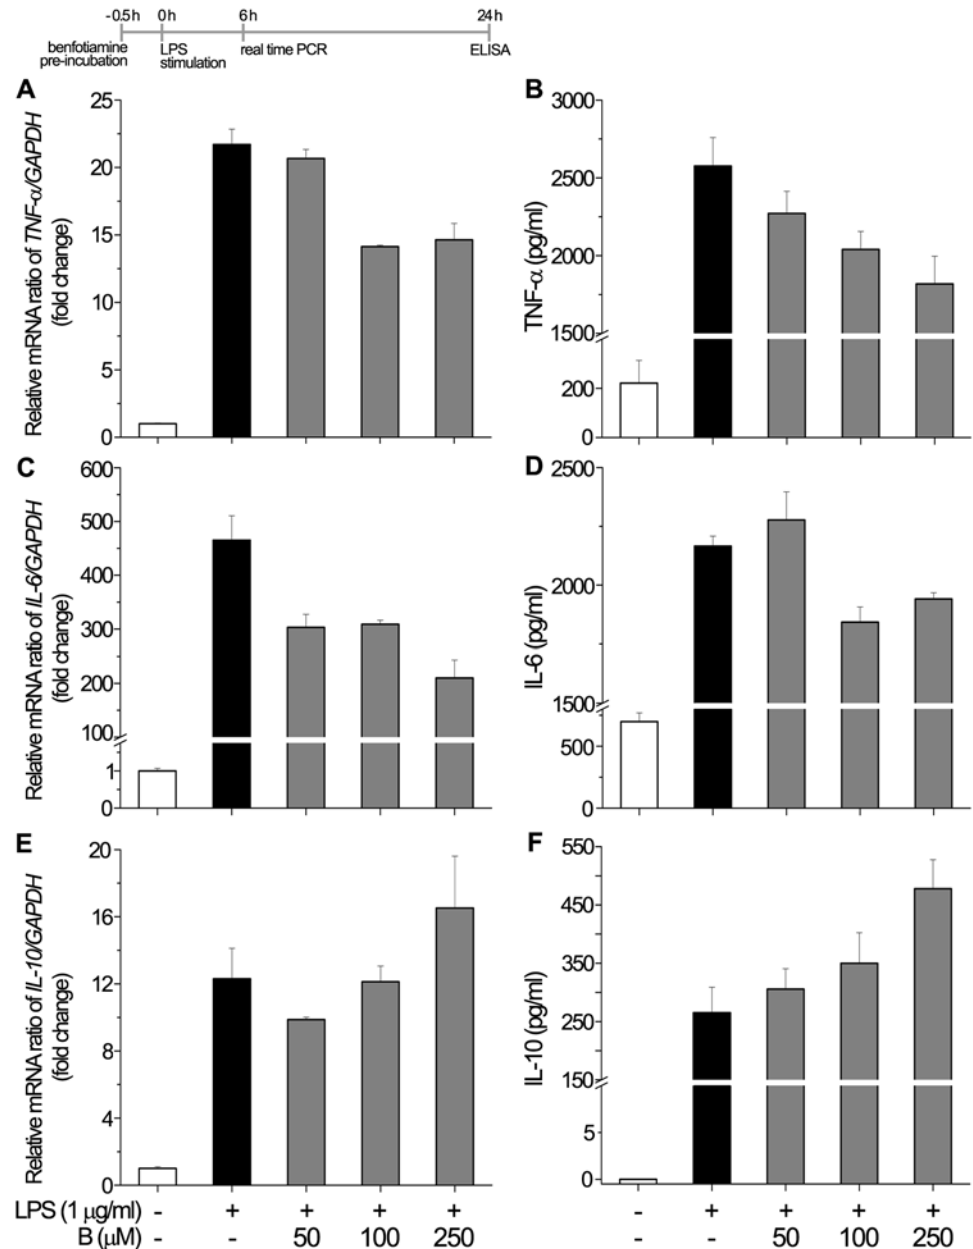 -0.5h 0h 6h 24h
benfotiamine LPS real time PCR ELISA
pre-incubation stimulation
A
Relative mRNA ratio of TNF-α/GAPDH
(fold change)
25
20
15
10
5
0
B
TNF-α (pg/ml)
3000
2500
2000
1500
200
0
C
Relative mRNA ratio of IL-6/GAPDH
(fold change)
600
500
400
300
200
100
1
0
D
IL-6 (pg/ml)
2500
2000
1500
500
0
E
Relative mRNA ratio of IL-10/GAPDH
(fold change)
20
16
12
8
4
0
F
IL-10 (pg/ml)
550
450
350
250
150
5
0
LPS (1 μg/ml) - + + + + - + + + +
B (μM) - - 50 100 250 - - 50 100 250